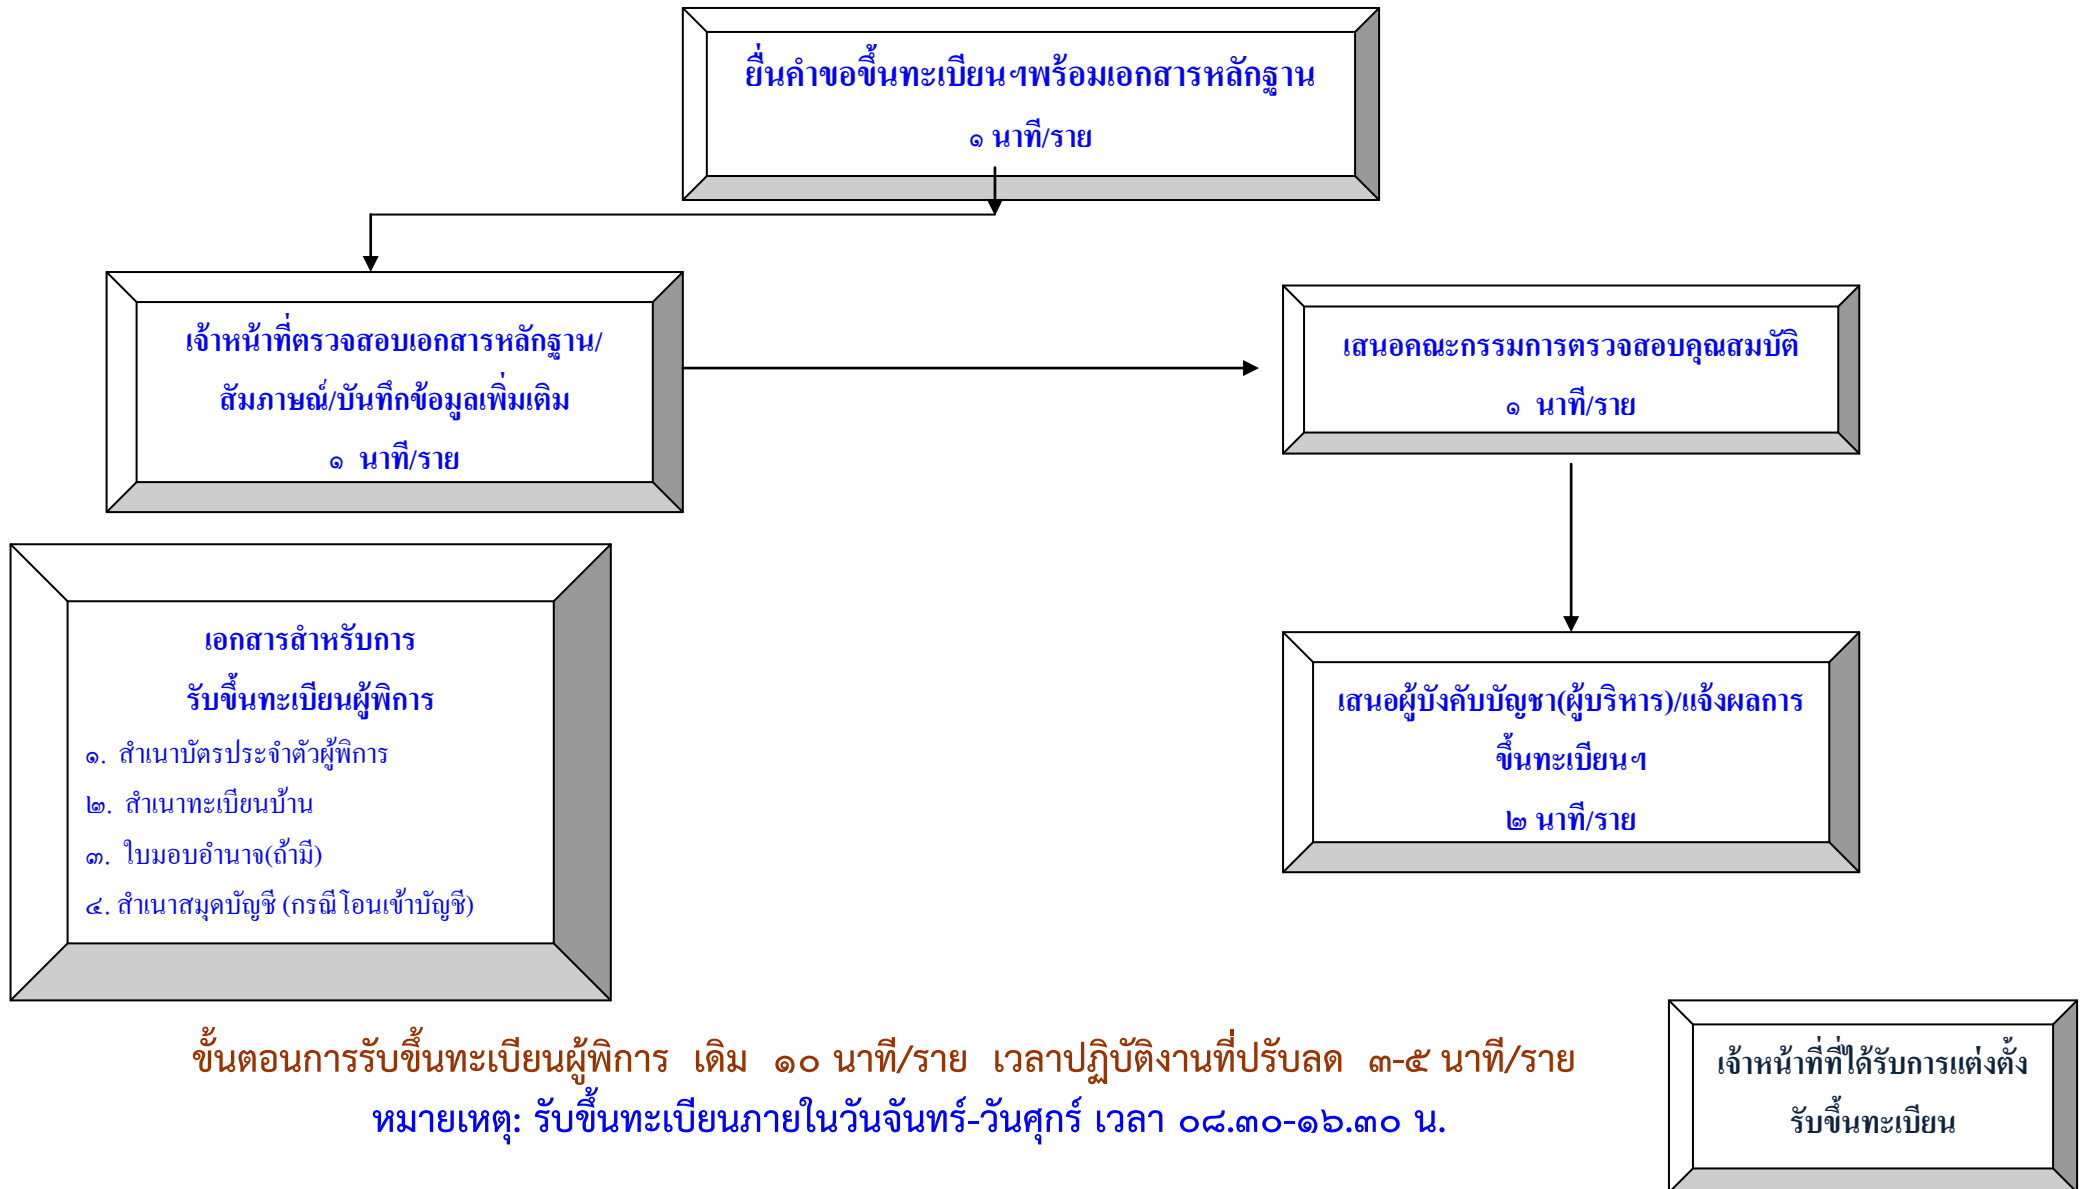 ยื่นคำขอขึ้นทะเบียนฯพร้อมเอกสารหลักฐาน
๑ นาที/ราย
เจ้าหน้าที่ตรวจสอบเอกสารหลักฐาน/
สัมภาษณ์/บันทึกข้อมูลเพิ่มเติม
๑ นาที/ราย
เสนอคณะกรรมการตรวจสอบคุณสมบัติ
๑ นาที/ราย
เอกสารสำหรับการ
รับขึ้นทะเบียนผู้พิการ
๑. สำเนาบัตรประจำตัวผู้พิการ
๒. สำเนาทะเบียนบ้าน
๓. ใบมอบอำนาจ(ถ้ามี)
๔. สำเนาสมุดบัญชี (กรณีโอนเข้าบัญชี)
เสนอผู้บังคับบัญชา(ผู้บริหาร)/แจ้งผลการ
ขึ้นทะเบียนฯ
๒ นาที/ราย
ขั้นตอนการรับขึ้นทะเบียนผู้พิการ เดิม ๑๐ นาที/ราย เวลาปฏิบัติงานที่ปรับลด ๓-๕ นาที/ราย
หมายเหตุ: รับขึ้นทะเบียนภายในวันจันทร์-วันศุกร์ เวลา ๐๘.๓๐-๑๖.๓๐ น.
เจ้าหน้าที่ที่ได้รับการแต่งตั้ง
รับขึ้นทะเบียน